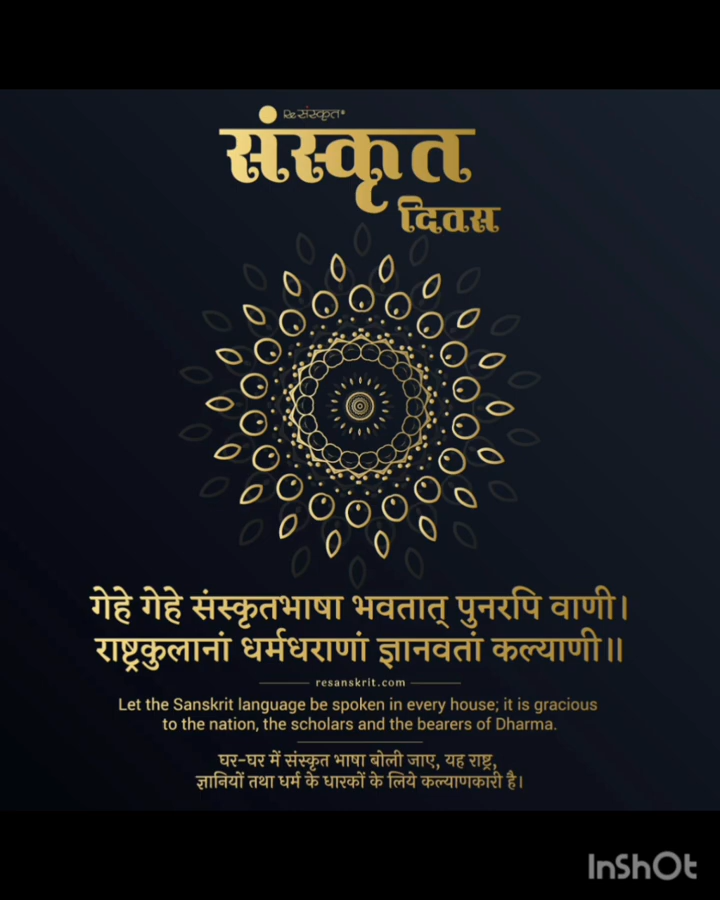 Reसंस्कृत®
संस्कृत
दिवस
गेहे गेहे संस्कृतभाषा भवतात् पुनरपि वाणी।
राष्ट्रकुलानां धर्मधराणां ज्ञानवतां कल्याणी॥
resanskrit.com
Let the Sanskrit language be spoken in every house; it is gracious
to the nation, the scholars and the bearers of Dharma.
घर-घर में संस्कृत भाषा बोली जाए, यह राष्ट्र,
ज्ञानियों तथा धर्म के धारकों के लिये कल्याणकारी है।
InShOt